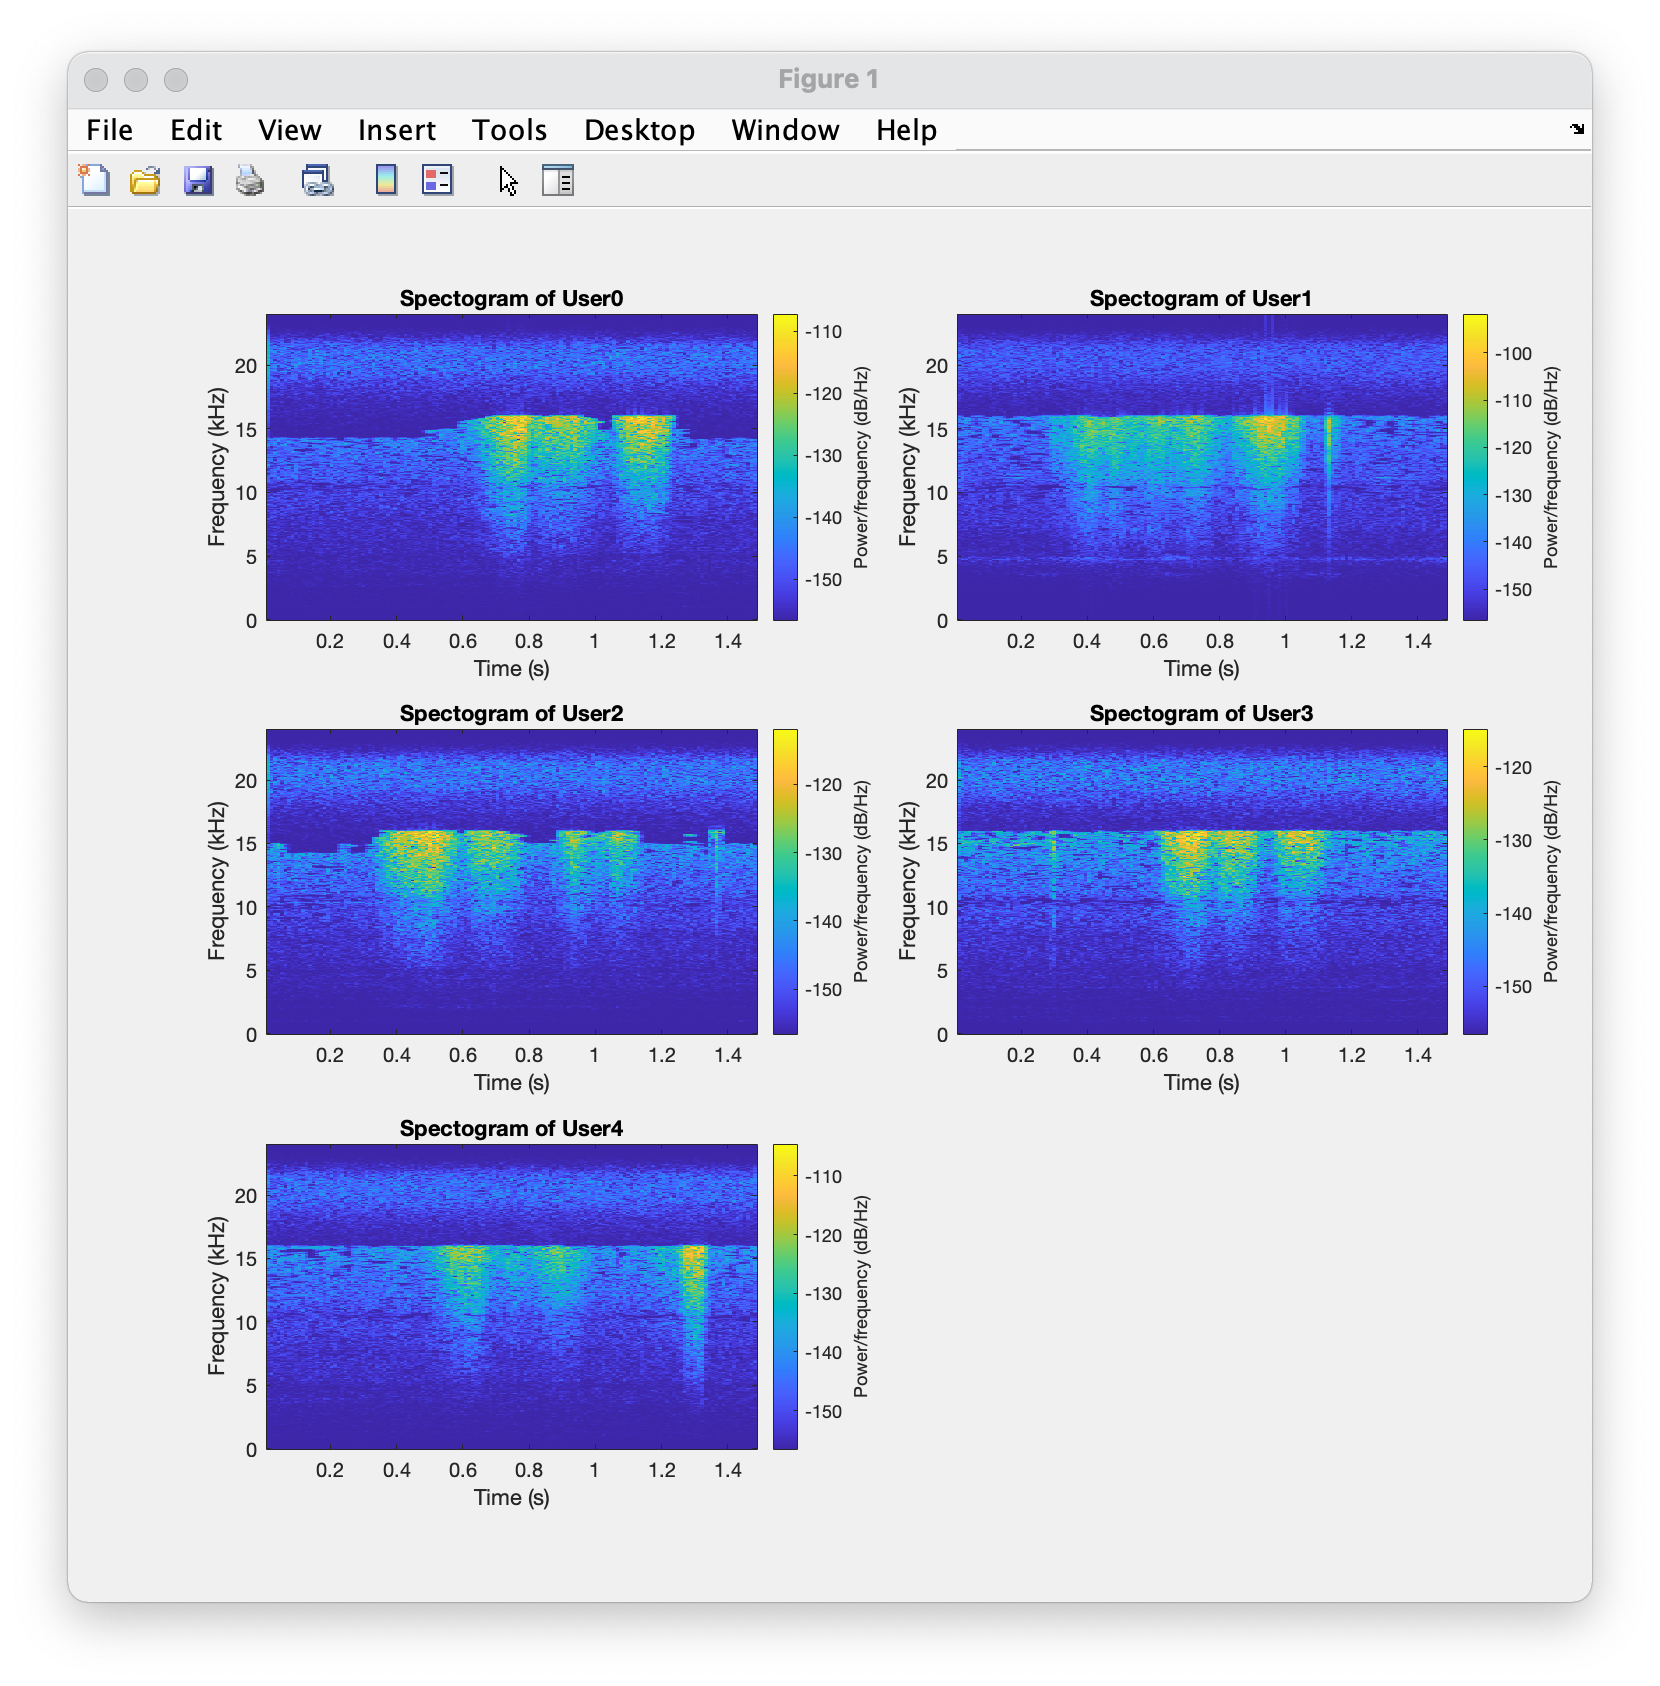 Figure 1
File Edit View Insert Tools Desktop Window Help
Spectogram of User0
20
15
10
5
0
Frequency (kHz)
0.2 0.4 0.6 0.8 1 1.2 1.4
Time (s)
-110
-120
-130
-140
-150
Power/frequency (dB/Hz)
Spectogram of User1
20
15
10
5
0
Frequency (kHz)
0.2 0.4 0.6 0.8 1 1.2 1.4
Time (s)
-100
-110
-120
-130
-140
-150
Power/frequency (dB/Hz)
Spectogram of User2
20
15
10
5
0
Frequency (kHz)
0.2 0.4 0.6 0.8 1 1.2 1.4
Time (s)
-120
-130
-140
-150
Power/frequency (dB/Hz)
Spectogram of User3
20
15
10
5
0
Frequency (kHz)
0.2 0.4 0.6 0.8 1 1.2 1.4
Time (s)
-120
-130
-140
-150
Power/frequency (dB/Hz)
Spectogram of User4
20
15
10
5
0
Frequency (kHz)
0.2 0.4 0.6 0.8 1 1.2 1.4
Time (s)
-110
-120
-130
-140
-150
Power/frequency (dB/Hz)